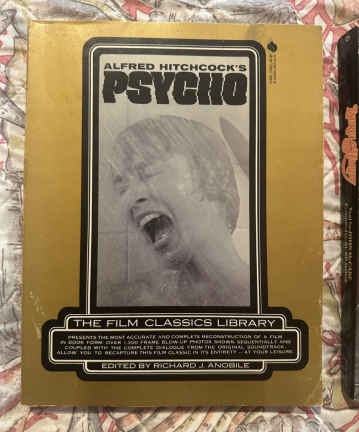 ALFRED HITCHCOCK'S
PSYCHO
THE FILM CLASSICS LIBRARY
PRESENTS THE MOST ACCURATE AND COMPLETE RECONSTRUCTION OF A FILM
IN BOOK FORM. OVER 1,300 FRAME BLOW-UP PHOTOS SHOWN SEQUENTIALLY AND
COUPLED WITH THE COMPLETE DIALOGUE FROM THE ORIGINAL SOUNDTRACK
ALLOW YOU TO RECAPTURE THIS FILM CLASSIC IN ITS ENTIRETY – AT YOUR LEISURE.
EDITED BY RICHARD J. ANOBILE